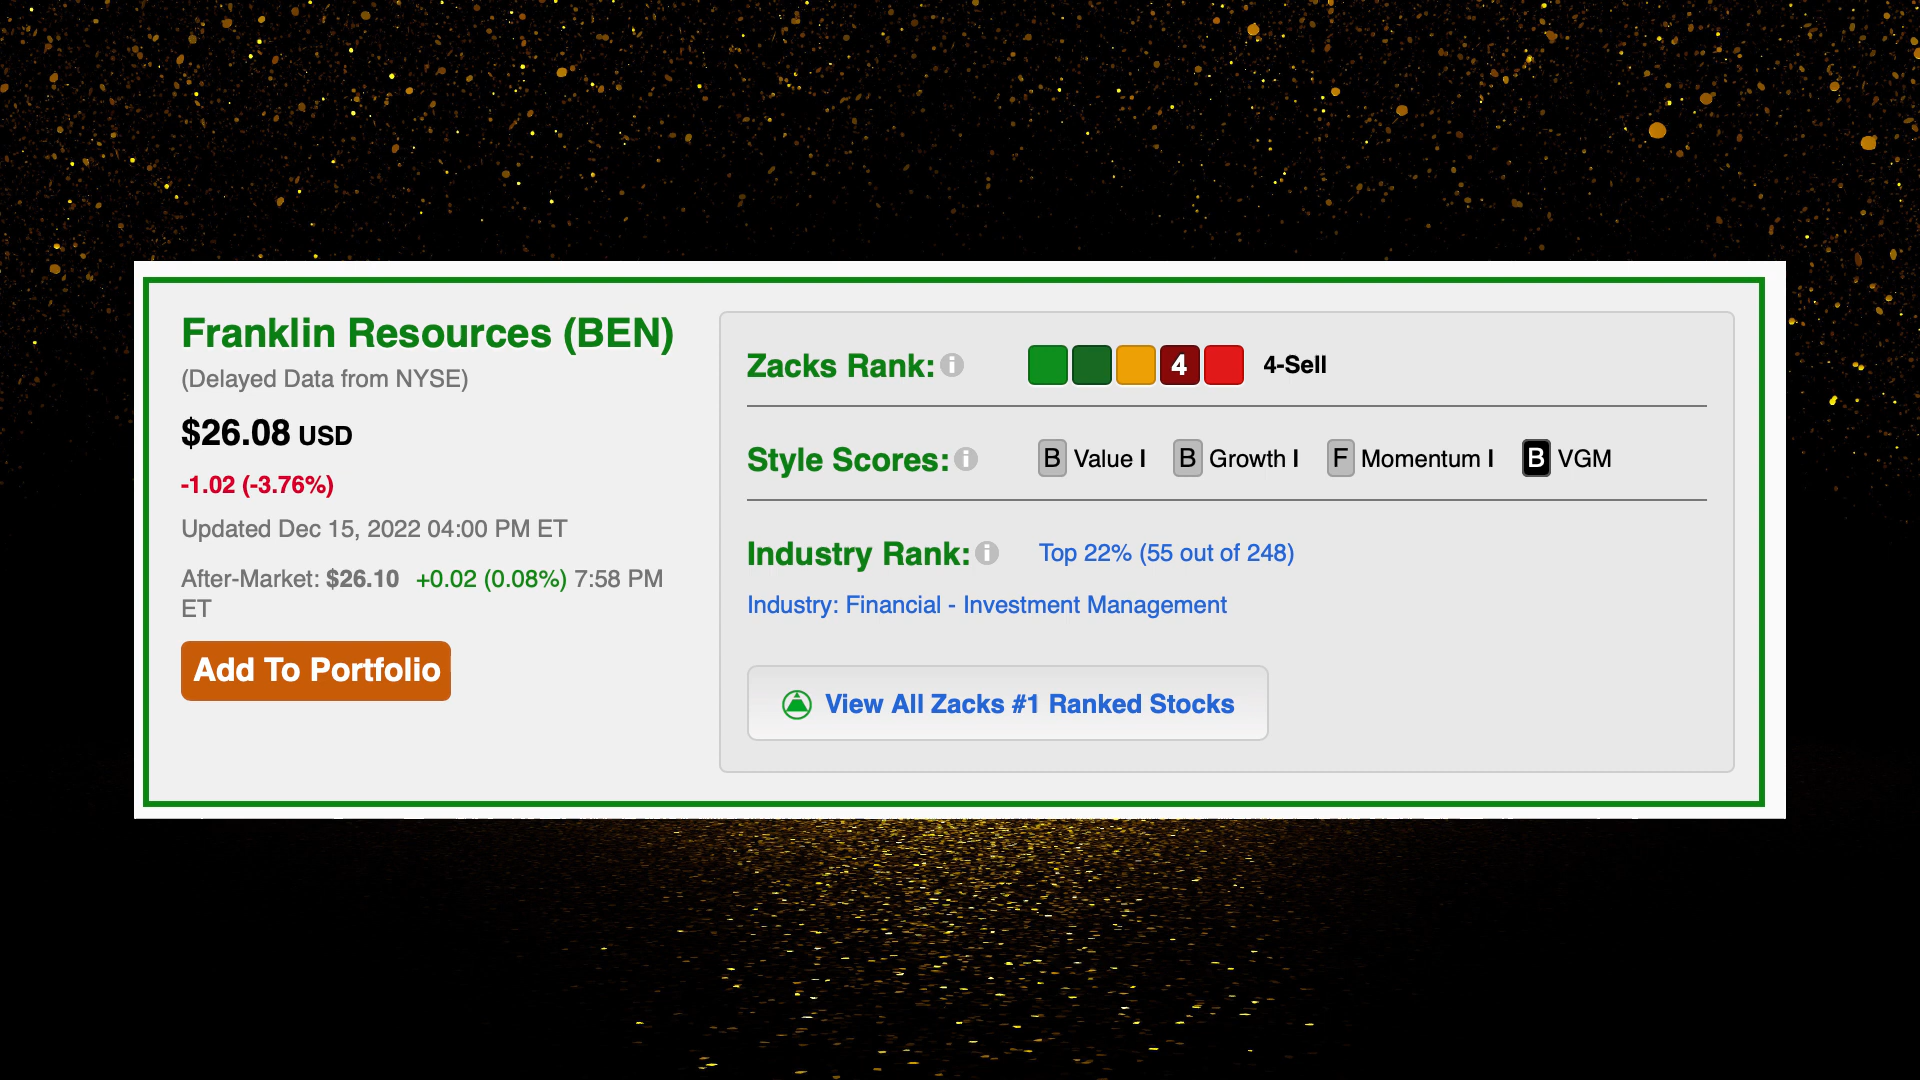 Franklin Resources (BEN)
(Delayed Data from NYSE)
$26.08 USD
-1.02 (-3.76%)
Updated Dec 15, 2022 04:00 PM ET
After-Market: $26.10 +0.02 (0.08%) 7:58 PM
ET
Add To Portfolio
Zacks Rank: i 4 4-Sell
Style Scores: i B Value I B Growth I F Momentum I B VGM
Industry Rank: i Top 22% (55 out of 248)
Industry: Financial - Investment Management
View All Zacks #1 Ranked Stocks